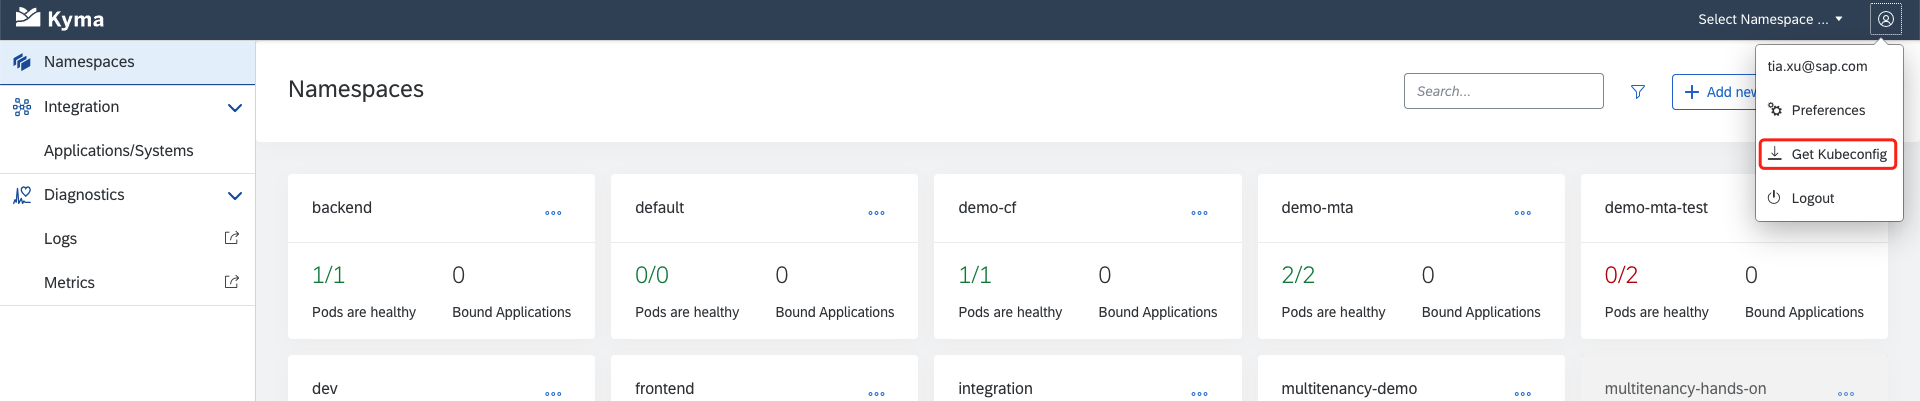 Kyma
Select Namespace ...
Namespaces
Integration
Applications/Systems
Diagnostics
Logs
Metrics
Namespaces
Search...
Add new
tia.xu@sap.com
Preferences
Get Kubeconfig
Logout
backend
1/1 0
Pods are healthy Bound Applications
default
0/0 0
Pods are healthy Bound Applications
demo-cf
1/1 0
Pods are healthy Bound Applications
demo-mta
2/2 0
Pods are healthy Bound Applications
demo-mta-test
0/2 0
Pods are healthy Bound Applications
dev
frontend
integration
multitenancy-demo
multitenancy-hands-on